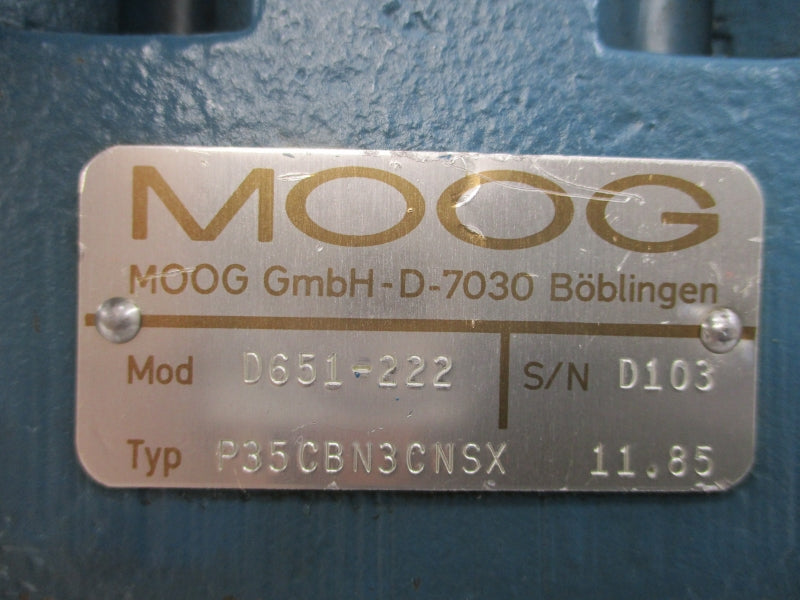 MOOG
MOOG GmbH-D-7030 Böblingen
Mod D651-222 S/N D103
Typ P35CBN3CNSX 11.85